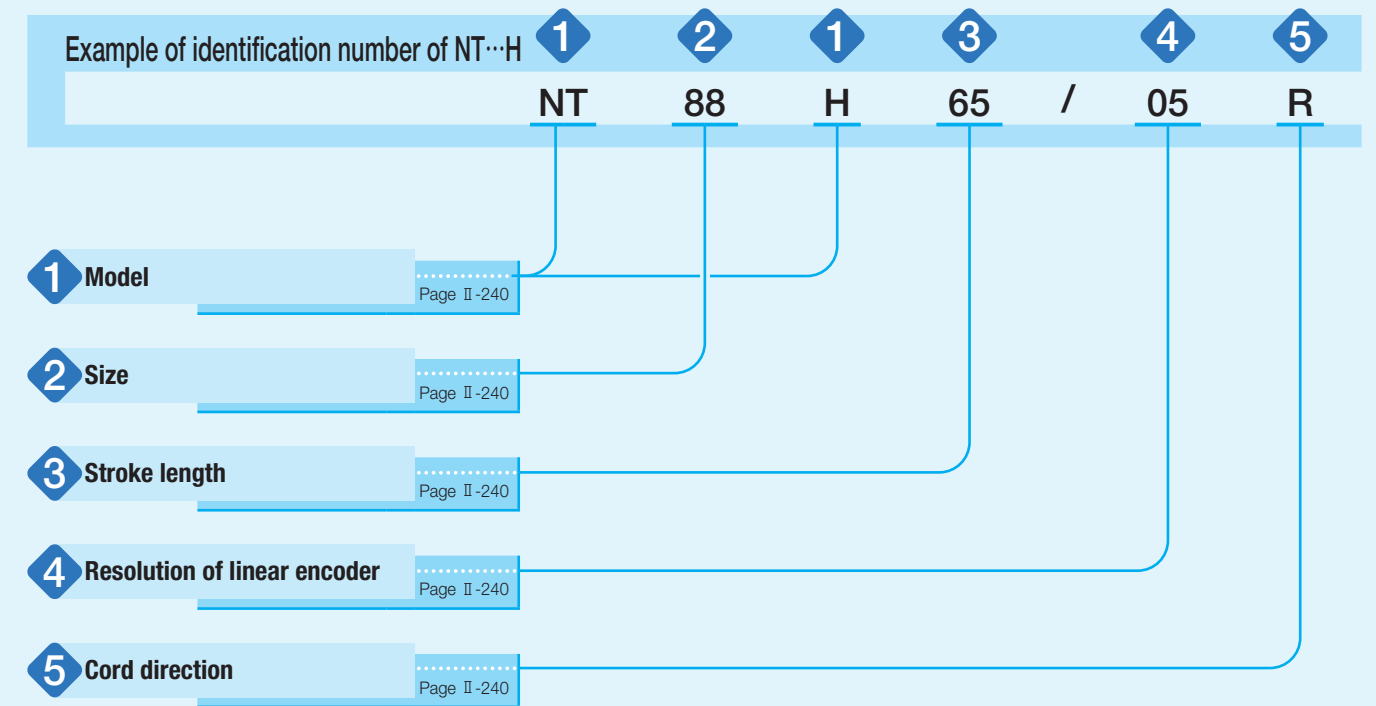 Example of identification number of NT…H 1 2 1 3 4 5
NT 88 H 65 / 05 R
1 Model
Page Ⅱ-240
2 Size
Page Ⅱ-240
3 Stroke length
Page Ⅱ-240
4 Resolution of linear encoder
Page Ⅱ-240
5 Cord direction
Page Ⅱ-240